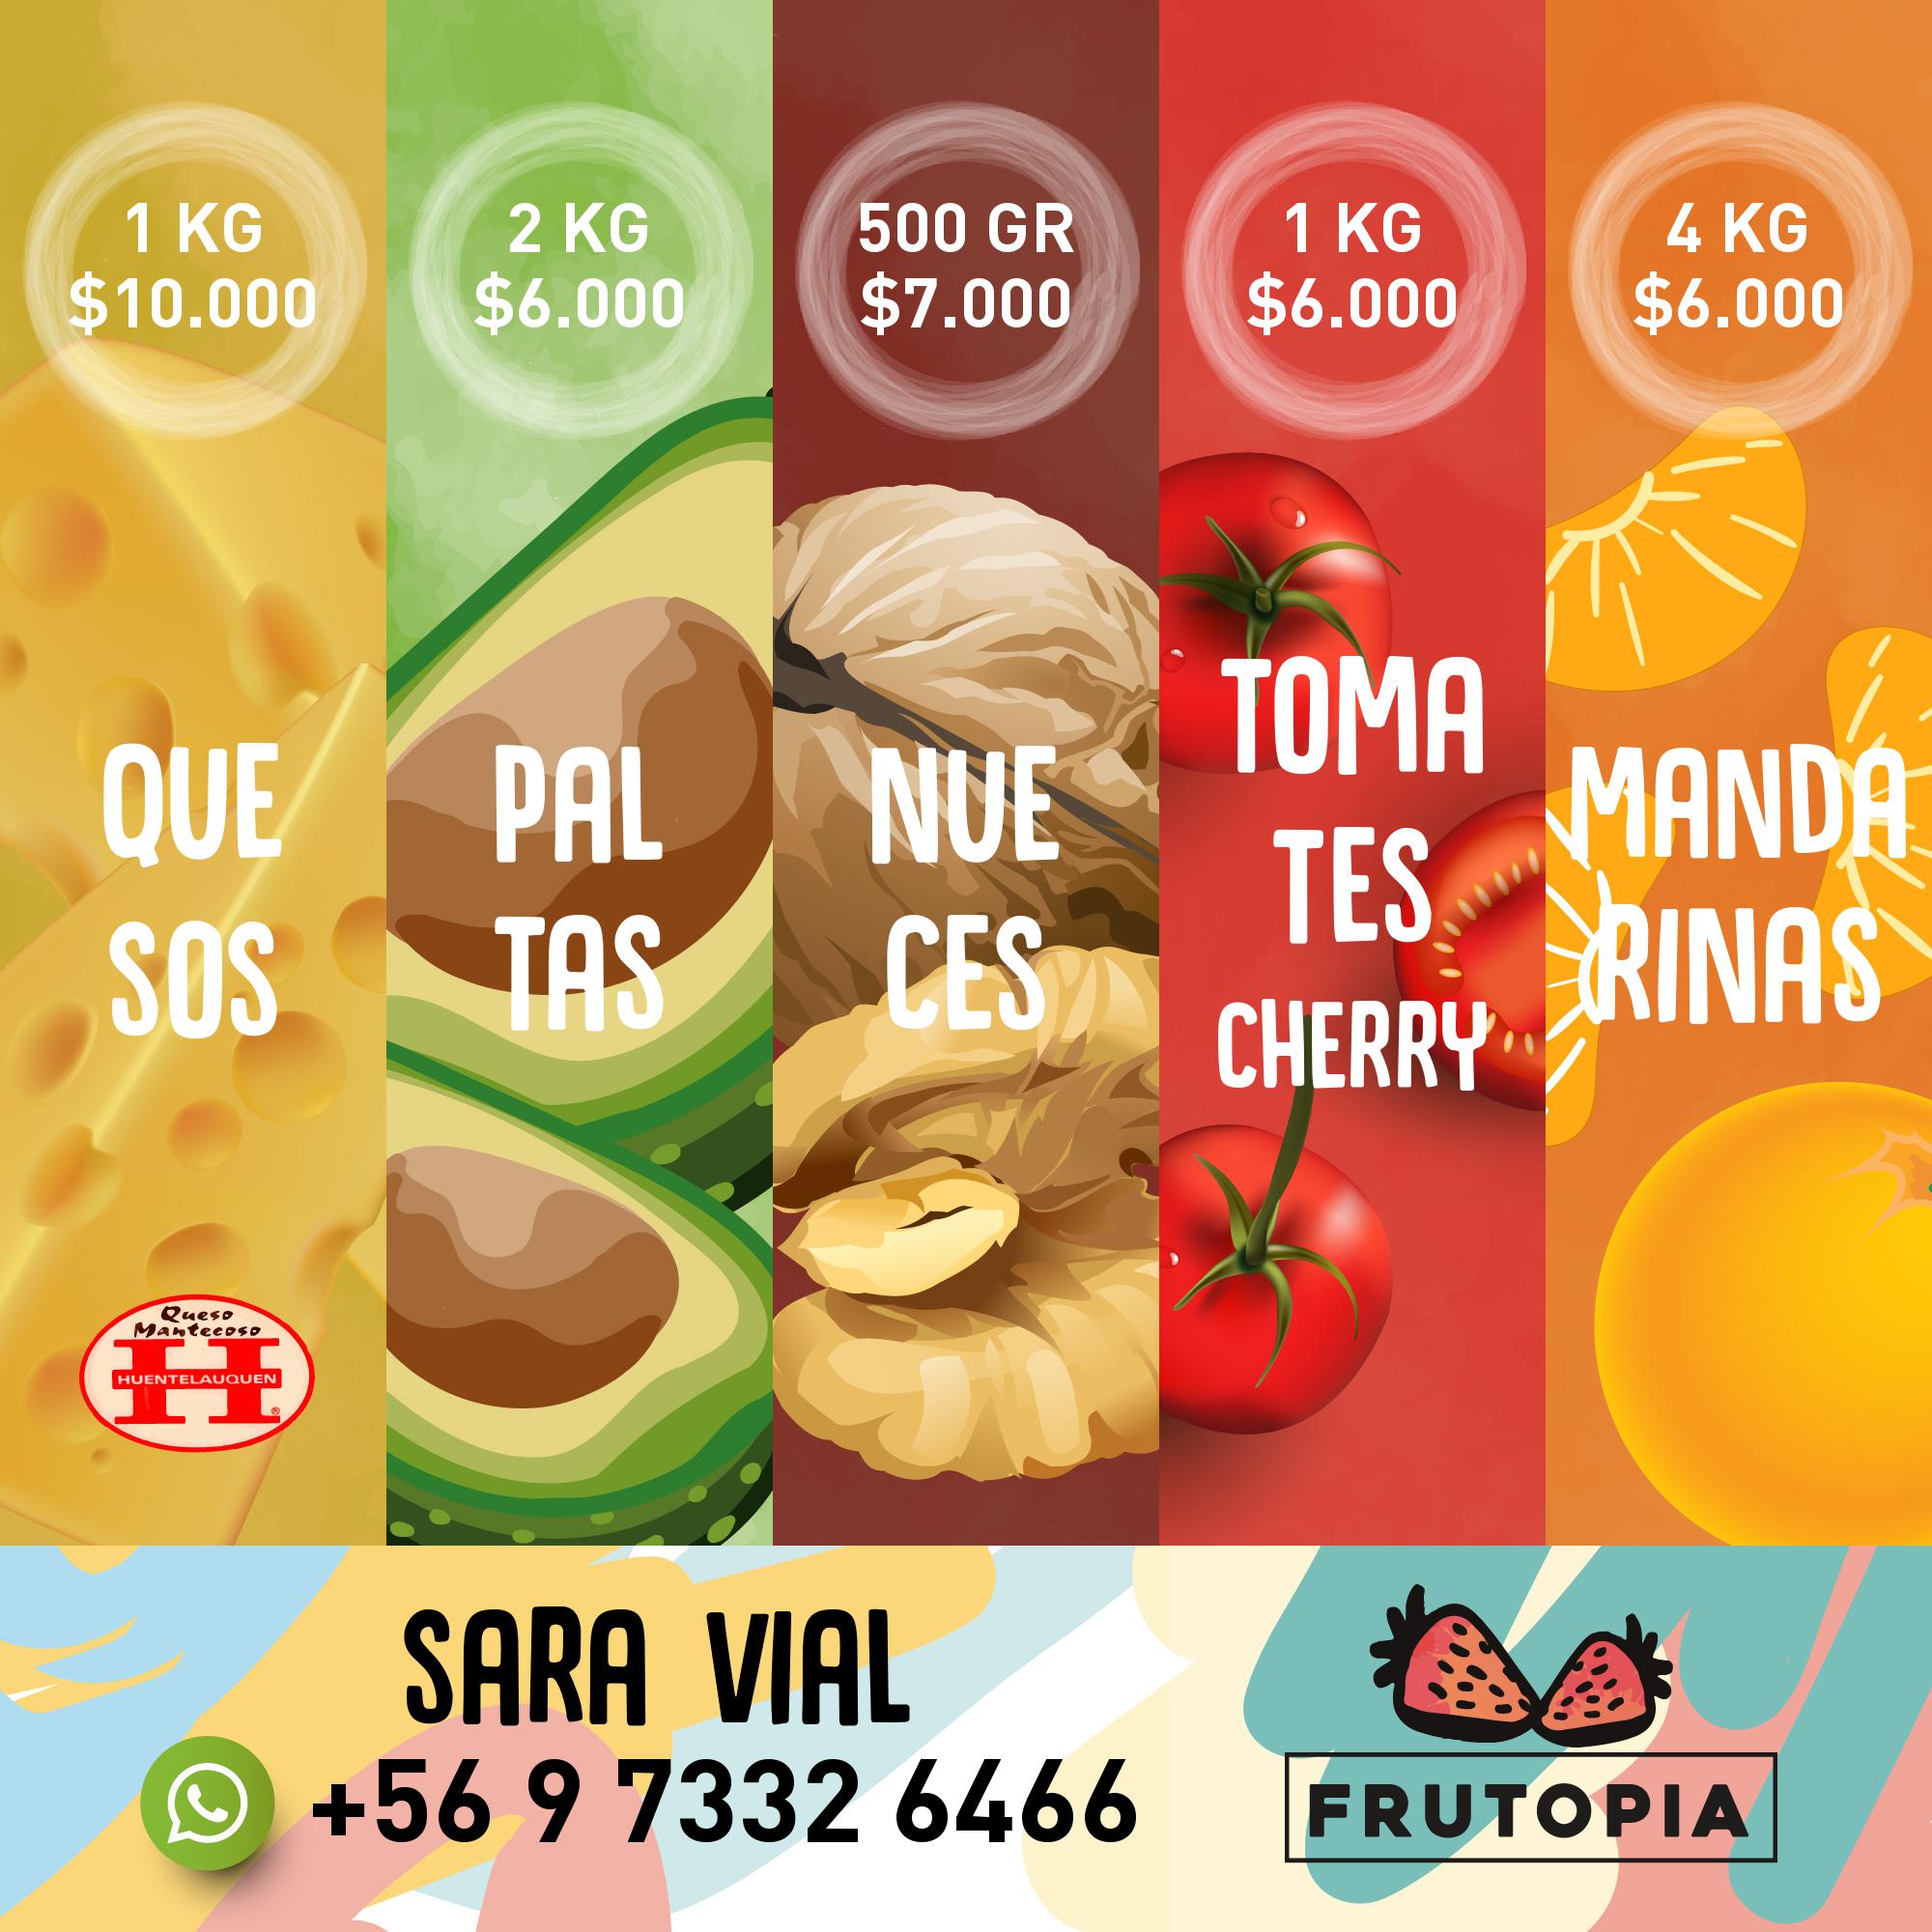 1 KG
$10.000
QUE
SOS
Queso
Mantecoso
H
HUENTELAUQUEN
®
2 KG
$6.000
PAL
TAS
500 GR
$7.000
NUE
CES
1 KG
$6.000
TOMA
TES
CHERRY
4 KG
$6.000
MANDA
RINAS
SARA VIAL
+56 9 7332 6466
FRUTOPIA